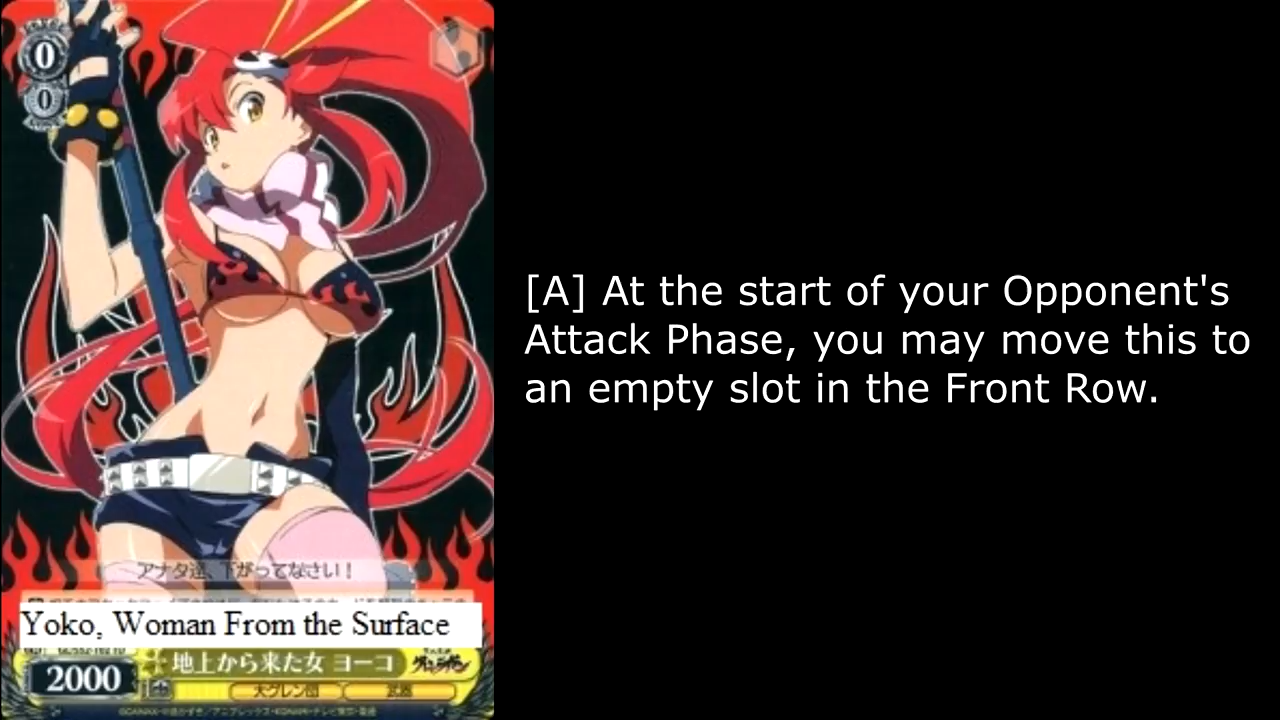 0
0
アナタ達、下がってなさい！
Yoko, Woman From the Surface
地上から来た女 ヨーコ
2000
大グレン団
武器
[A] At the start of your Opponent's
Attack Phase, you may move this to
an empty slot in the Front Row.